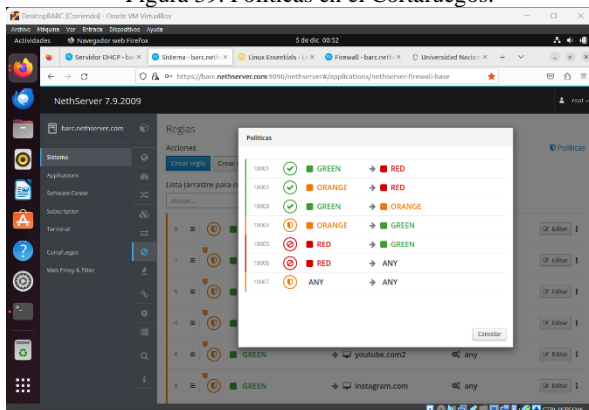 Figura 39. Políticas en el Cortafuegos.
DesktopBARC [Corriendo] - Oracle VM VirtualBox
Archivo Máquina Ver Entrada Dispositivos Ayuda
Actividades Navegador web Firefox 5 de dic 00:52
Servidor DHCP - bar Sistema - barc.neth Linux Essentials - Firewall - barc.neth Universidad Nacion
https://barc.nethserver.com:9090/nethserver#/applications/nethserver-firewall-base
NethServer 7.9.2009 root
barc.nethserver.com
Sistema
Applications
Software Center
Subscription
Terminal
Cortafuegos
Web Proxy & Filter
Reglas
Acciones
Políticas
Crear regla Crear
Lista (arrastre para o
Buscar...
Políticas
10001 GREEN → RED
10002 ORANGE → RED
10003 GREEN → ORANGE
10004 ORANGE → GREEN
10005 RED → GREEN
10006 RED → ANY
10007 ANY → ANY
Cancelar
Editar
Editar
Editar
Editar
GREEN → youtube.com2 any Editar
GREEN → instagram.com any Editar
CTRL DERECHA